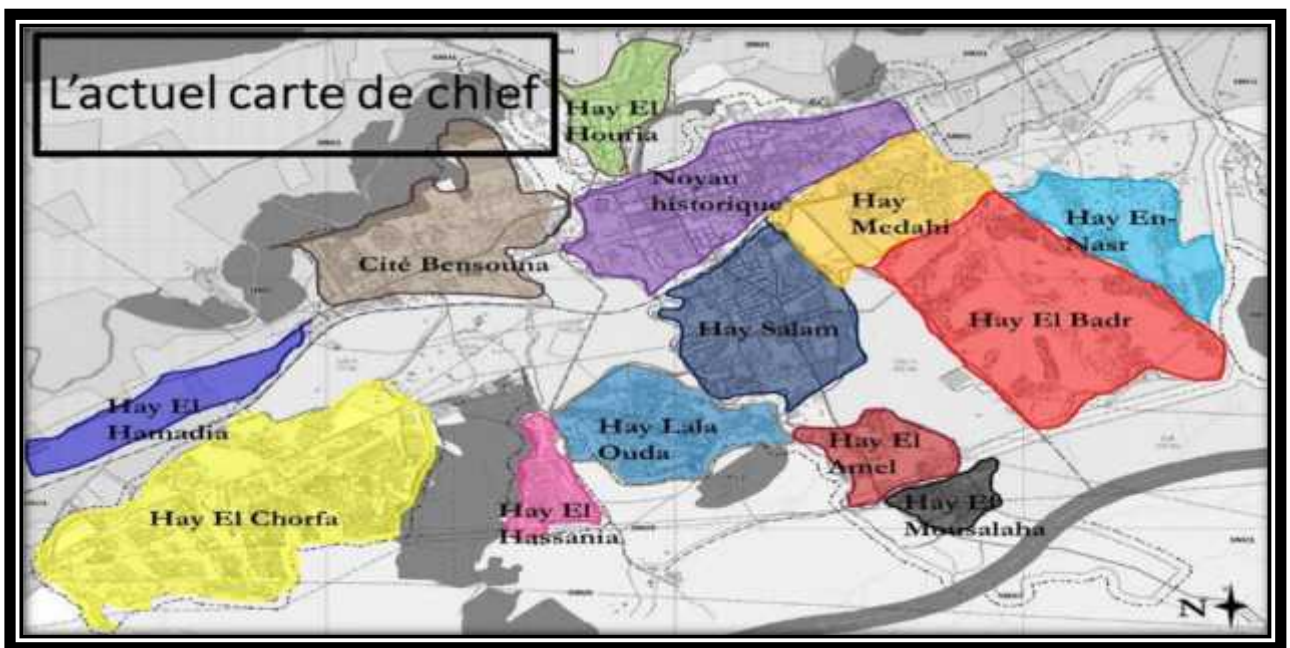 L'actuel carte de chlef
Hay El
Houria
Noyau
historique
Hay
Medahi
Hay En-
Nasr
Cité Bensouna
Hay Salam
Hay El Badr
Hay El
Hamadia
Hay Lala
Ouda
Hay El
Amel
Hay El Chorfa
Hay El
Hassania
Hay El
Mousalaha
N